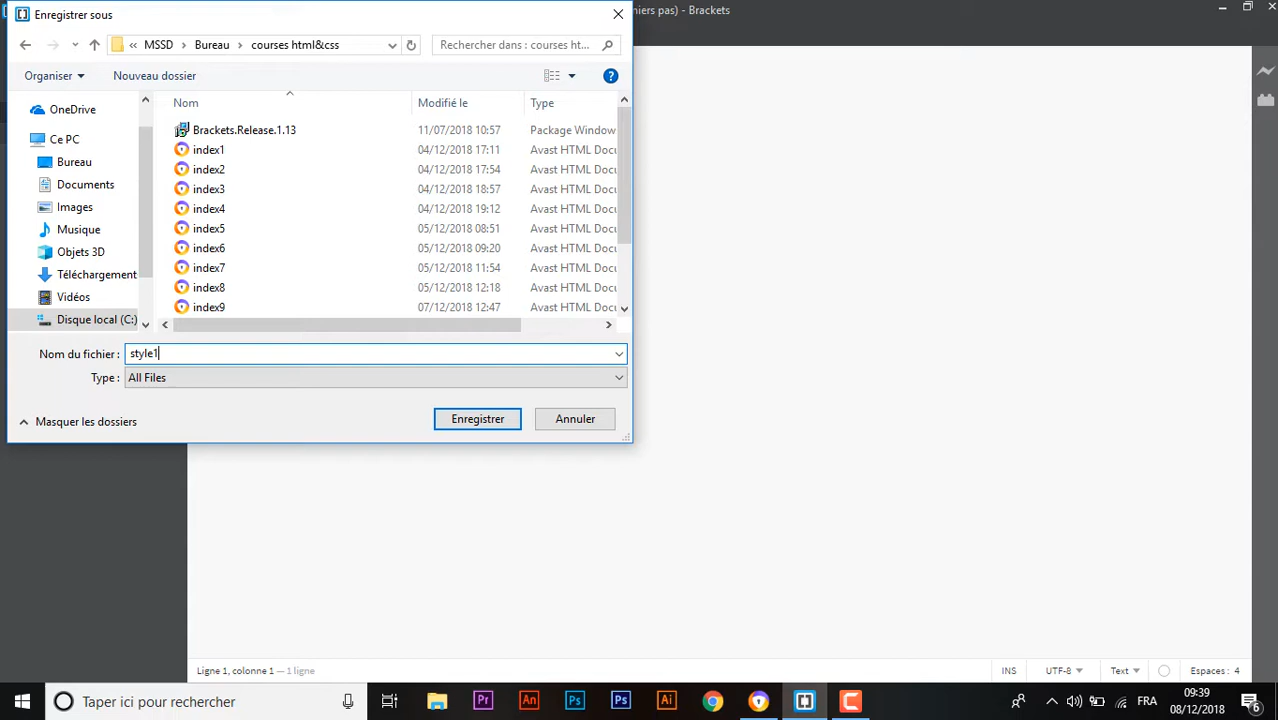 Enregistrer sous
iers pas) - Brackets
MSSD
Bureau
courses html&css
Rechercher dans : courses ht...
Organiser
Nouveau dossier
OneDrive
Ce PC
Bureau
Documents
Images
Musique
Objets 3D
Téléchargement
Vidéos
Disque local (C:)
Nom Modifié le Type
Brackets.Release.1.13 11/07/2018 10:57 Package Window
index1 04/12/2018 17:11 Avast HTML Docu
index2 04/12/2018 17:54 Avast HTML Docu
index3 04/12/2018 18:57 Avast HTML Docu
index4 04/12/2018 19:12 Avast HTML Docu
index5 05/12/2018 08:51 Avast HTML Docu
index6 05/12/2018 09:20 Avast HTML Docu
index7 05/12/2018 11:54 Avast HTML Docu
index8 05/12/2018 12:18 Avast HTML Docu
index9 07/12/2018 12:47 Avast HTML Docu
Nom du fichier : style1
Type : All Files
Masquer les dossiers
Enregistrer
Annuler
Ligne 1, colonne 1 — 1 ligne
INS
UTF-8
Text
Espaces : 4
Taper ici pour rechercher
Pr
An
Ps
Ps
Ai
FRA
09:39
08/12/2018
6